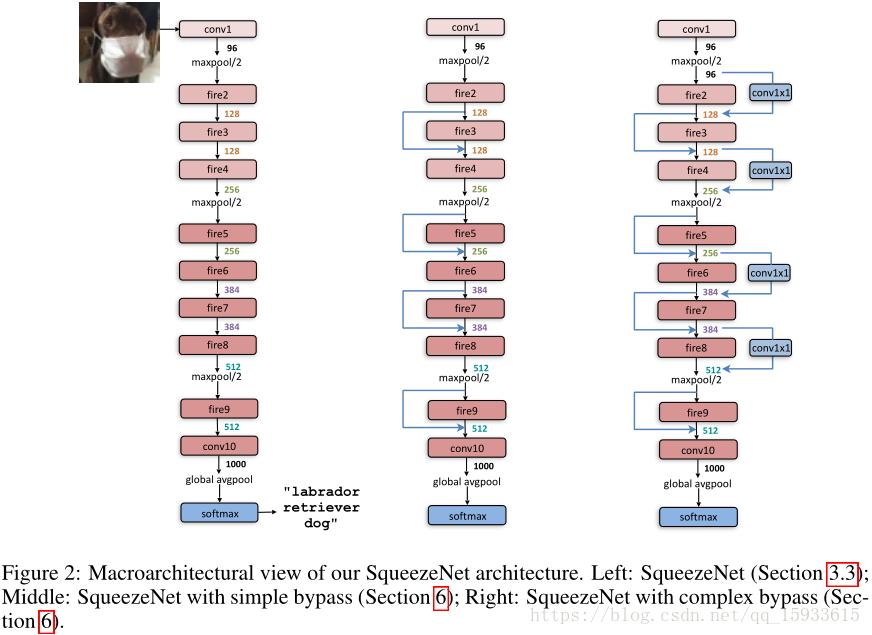 conv1
96
maxpool/2
fire2
128
fire3
128
fire4
256
maxpool/2
fire5
256
fire6
384
fire7
384
fire8
512
maxpool/2
fire9
512
conv10
1000
global avgpool
softmax
"labrador
retriever
dog"
conv1
96
maxpool/2
fire2
128
fire3
128
fire4
256
maxpool/2
fire5
256
fire6
384
fire7
384
fire8
512
maxpool/2
fire9
512
conv10
1000
global avgpool
softmax
conv1
96
maxpool/2
96
conv1x1
fire2
128
fire3
128
conv1x1
fire4
256
maxpool/2
fire5
256
conv1x1
fire6
384
fire7
384
conv1x1
fire8
512
maxpool/2
fire9
512
conv10
1000
global avgpool
softmax
Figure 2: Macroarchitectural view of our SqueezeNet architecture. Left: SqueezeNet (Section 3.3);
Middle: SqueezeNet with simple bypass (Section 6); Right: SqueezeNet with complex bypass (Sec-
tion 6).
https://blog.csdn.net/qq_15933615